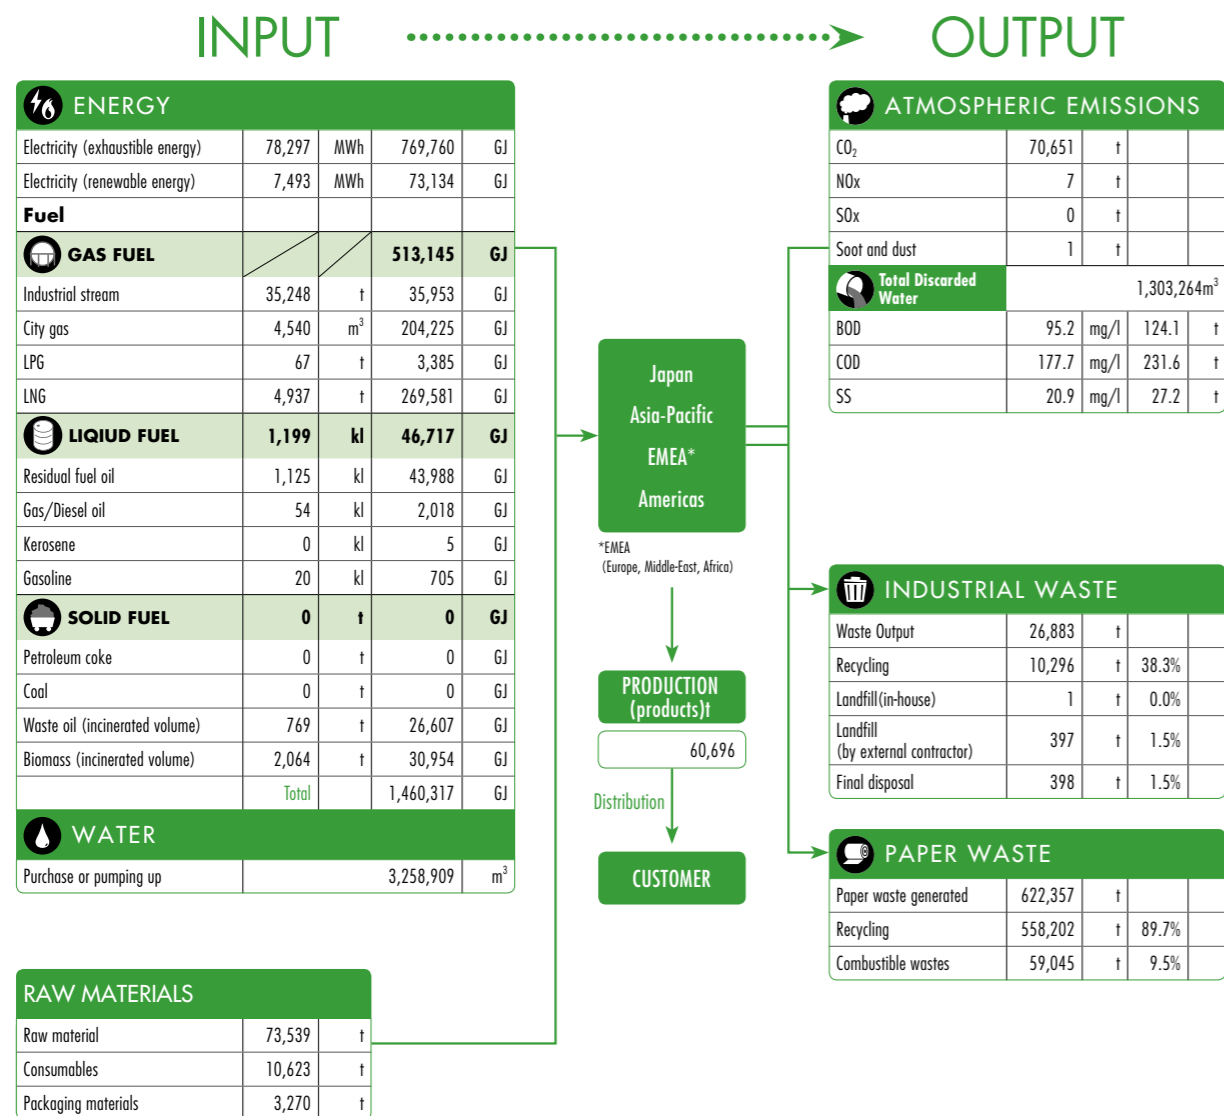 INPUT
OUTPUT
ENERGY
Electricity (exhaustible energy) 78,297 MWh 769,760 GJ
Electricity (renewable energy) 7,493 MWh 73,134 GJ
Fuel
GAS FUEL 513,145 GJ
Industrial stream 35,248 t 35,953 GJ
City gas 4,540 m³ 204,225 GJ
LPG 67 t 3,385 GJ
LNG 4,937 t 269,581 GJ
LIQIUD FUEL 1,199 kl 46,717 GJ
Residual fuel oil 1,125 kl 43,988 GJ
Gas/Diesel oil 54 kl 2,018 GJ
Kerosene 0 kl 5 GJ
Gasoline 20 kl 705 GJ
SOLID FUEL 0 t 0 GJ
Petroleum coke 0 t 0 GJ
Coal 0 t 0 GJ
Waste oil (incinerated volume) 769 t 26,607 GJ
Biomass (incinerated volume) 2,064 t 30,954 GJ
Total 1,460,317 GJ
WATER
Purchase or pumping up 3,258,909 m³
RAW MATERIALS
Raw material 73,539 t
Consumables 10,623 t
Packaging materials 3,270 t
Japan
Asia-Pacific
EMEA*
Americas
*EMEA
(Europe, Middle-East, Africa)
PRODUCTION
(products)t
60,696
Distribution
CUSTOMER
ATMOSPHERIC EMISSIONS
CO₂ 70,651 t
NOx 7 t
SOx 0 t
Soot and dust 1 t
Total Discarded
Water
1,303,264m³
BOD 95.2 mg/l 124.1 t
COD 177.7 mg/l 231.6 t
SS 20.9 mg/l 27.2 t
INDUSTRIAL WASTE
Waste Output 26,883 t
Recycling 10,296 t 38.3%
Landfill(in-house) 1 t 0.0%
Landfill
(by external contractor) 397 t 1.5%
Final disposal 398 t 1.5%
PAPER WASTE
Paper waste generated 622,357 t
Recycling 558,202 t 89.7%
Combustible wastes 59,045 t 9.5%